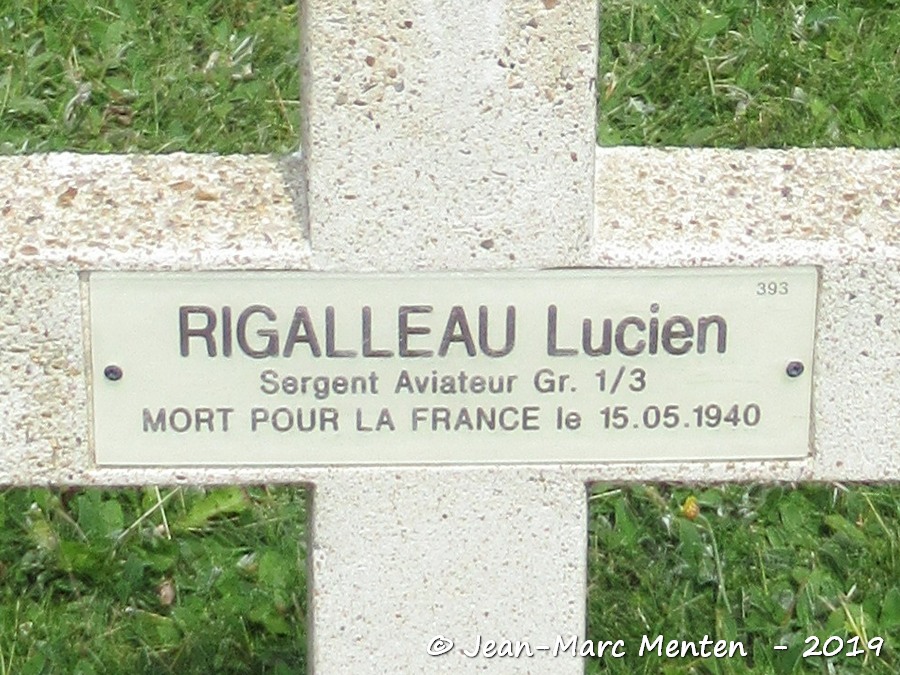 393
RIGALLEAU Lucien
Sergent Aviateur Gr. 1/3
MORT POUR LA FRANCE le 15.05.1940
© Jean-Marc Menten - 2019